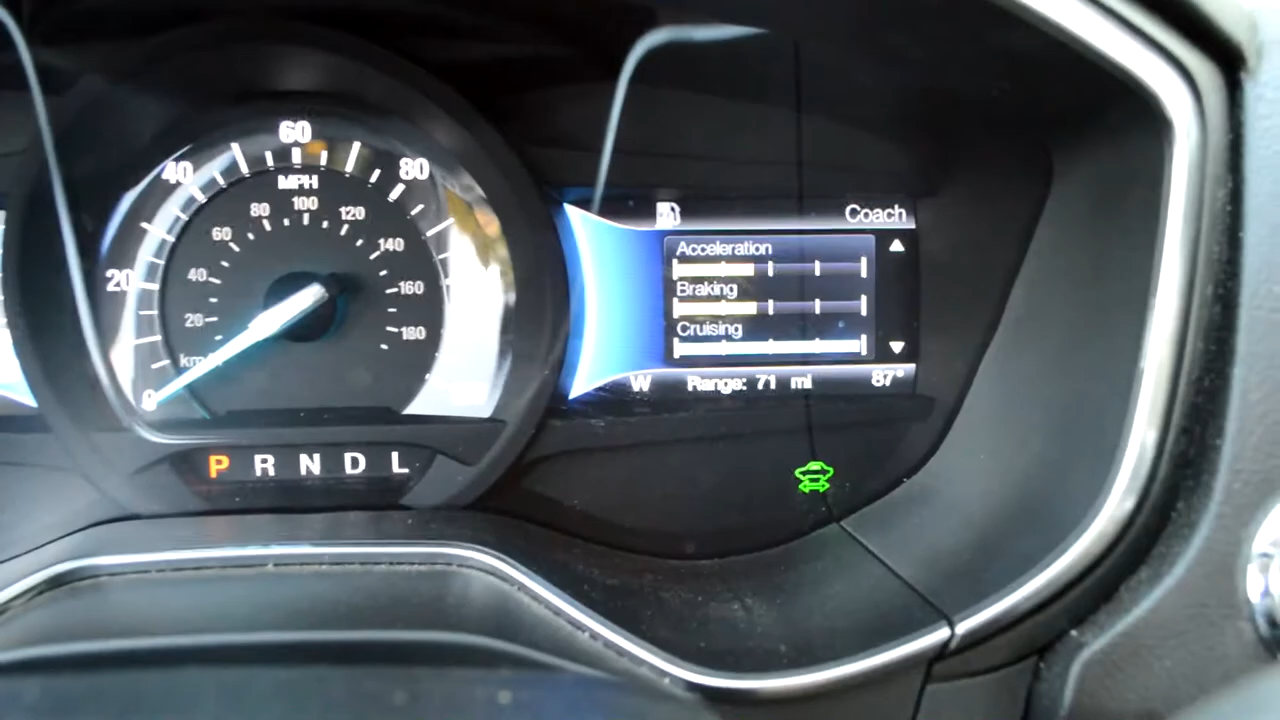 60
40
80
MPH
100
80
120
60
140
20
40
160
20
180
km/
0
P R N D L
Coach
Acceleration
Braking
Cruising
W Range: 71 mi 87°